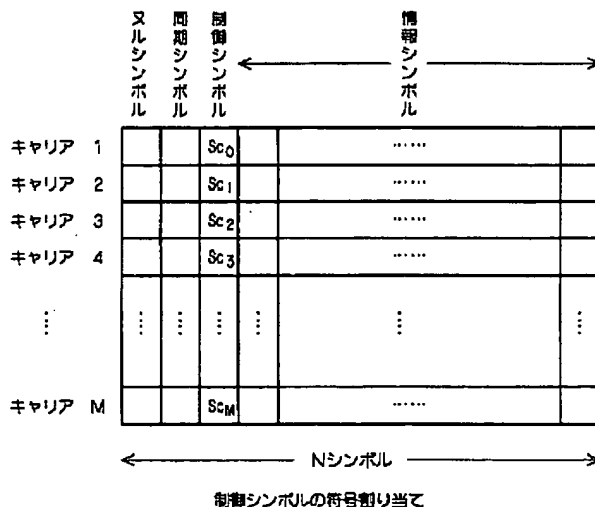 ヌルシンボル
同期シンボル
制御シンボル
情報シンボル
キャリア 1 Sc0 ……
キャリア 2 Sc1 ……
キャリア 3 Sc2 ……
キャリア 4 Sc3 ……
⋮ ⋮ ⋮ ⋮ ⋮ ⋮ ⋮
キャリア M ScM ……
Nシンボル
制御シンボルの符号割り当て